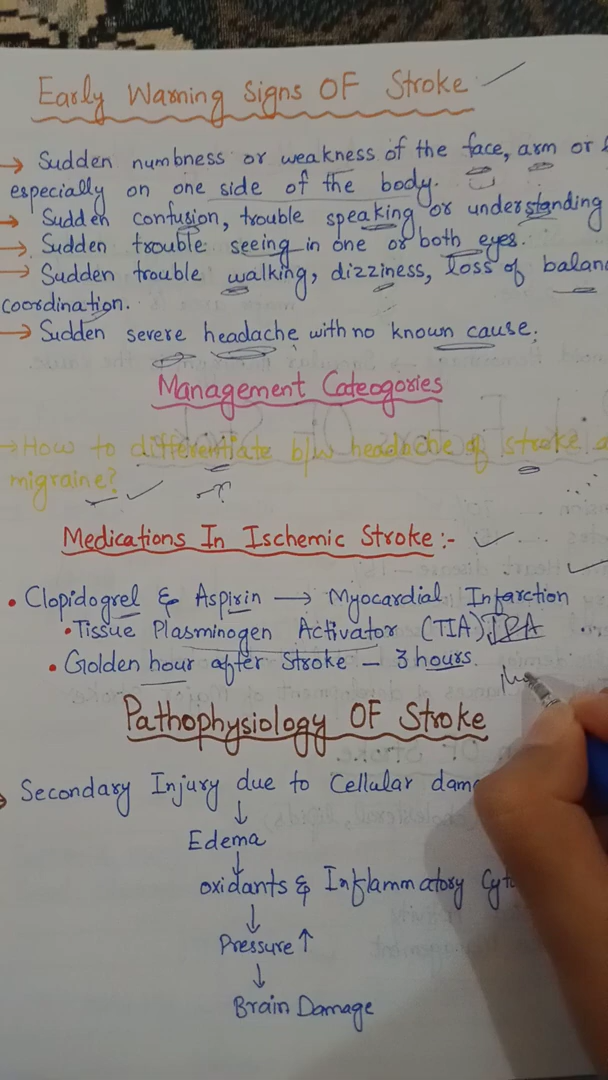 Early Warning Signs OF Stroke
→ Sudden numbness or weakness of the face, arm or
especially on one side of the body.
→ Sudden confusion, trouble speaking or understanding
→ Sudden trouble seeing in one or both eyes.
→ Sudden trouble walking, dizziness, loss of balan
coordination.
→ Sudden severe headache with no known cause.
Management Cateogories
→ How to differentiate b/w headache of stroke
migraine?
Medications In Ischemic Stroke:-
• Clopidogrel & Aspirin → Myocardial Infarction
• Tissue Plasminogen Activator (TIA) TPA
• Golden hour after Stroke - 3 hours.
Pathophysiology OF Stroke
Secondary Injury due to Cellular dam
↓
Edema
↓
oxidants & Inflammatory Cyt
↓
Pressure ↑
↓
Brain Damage